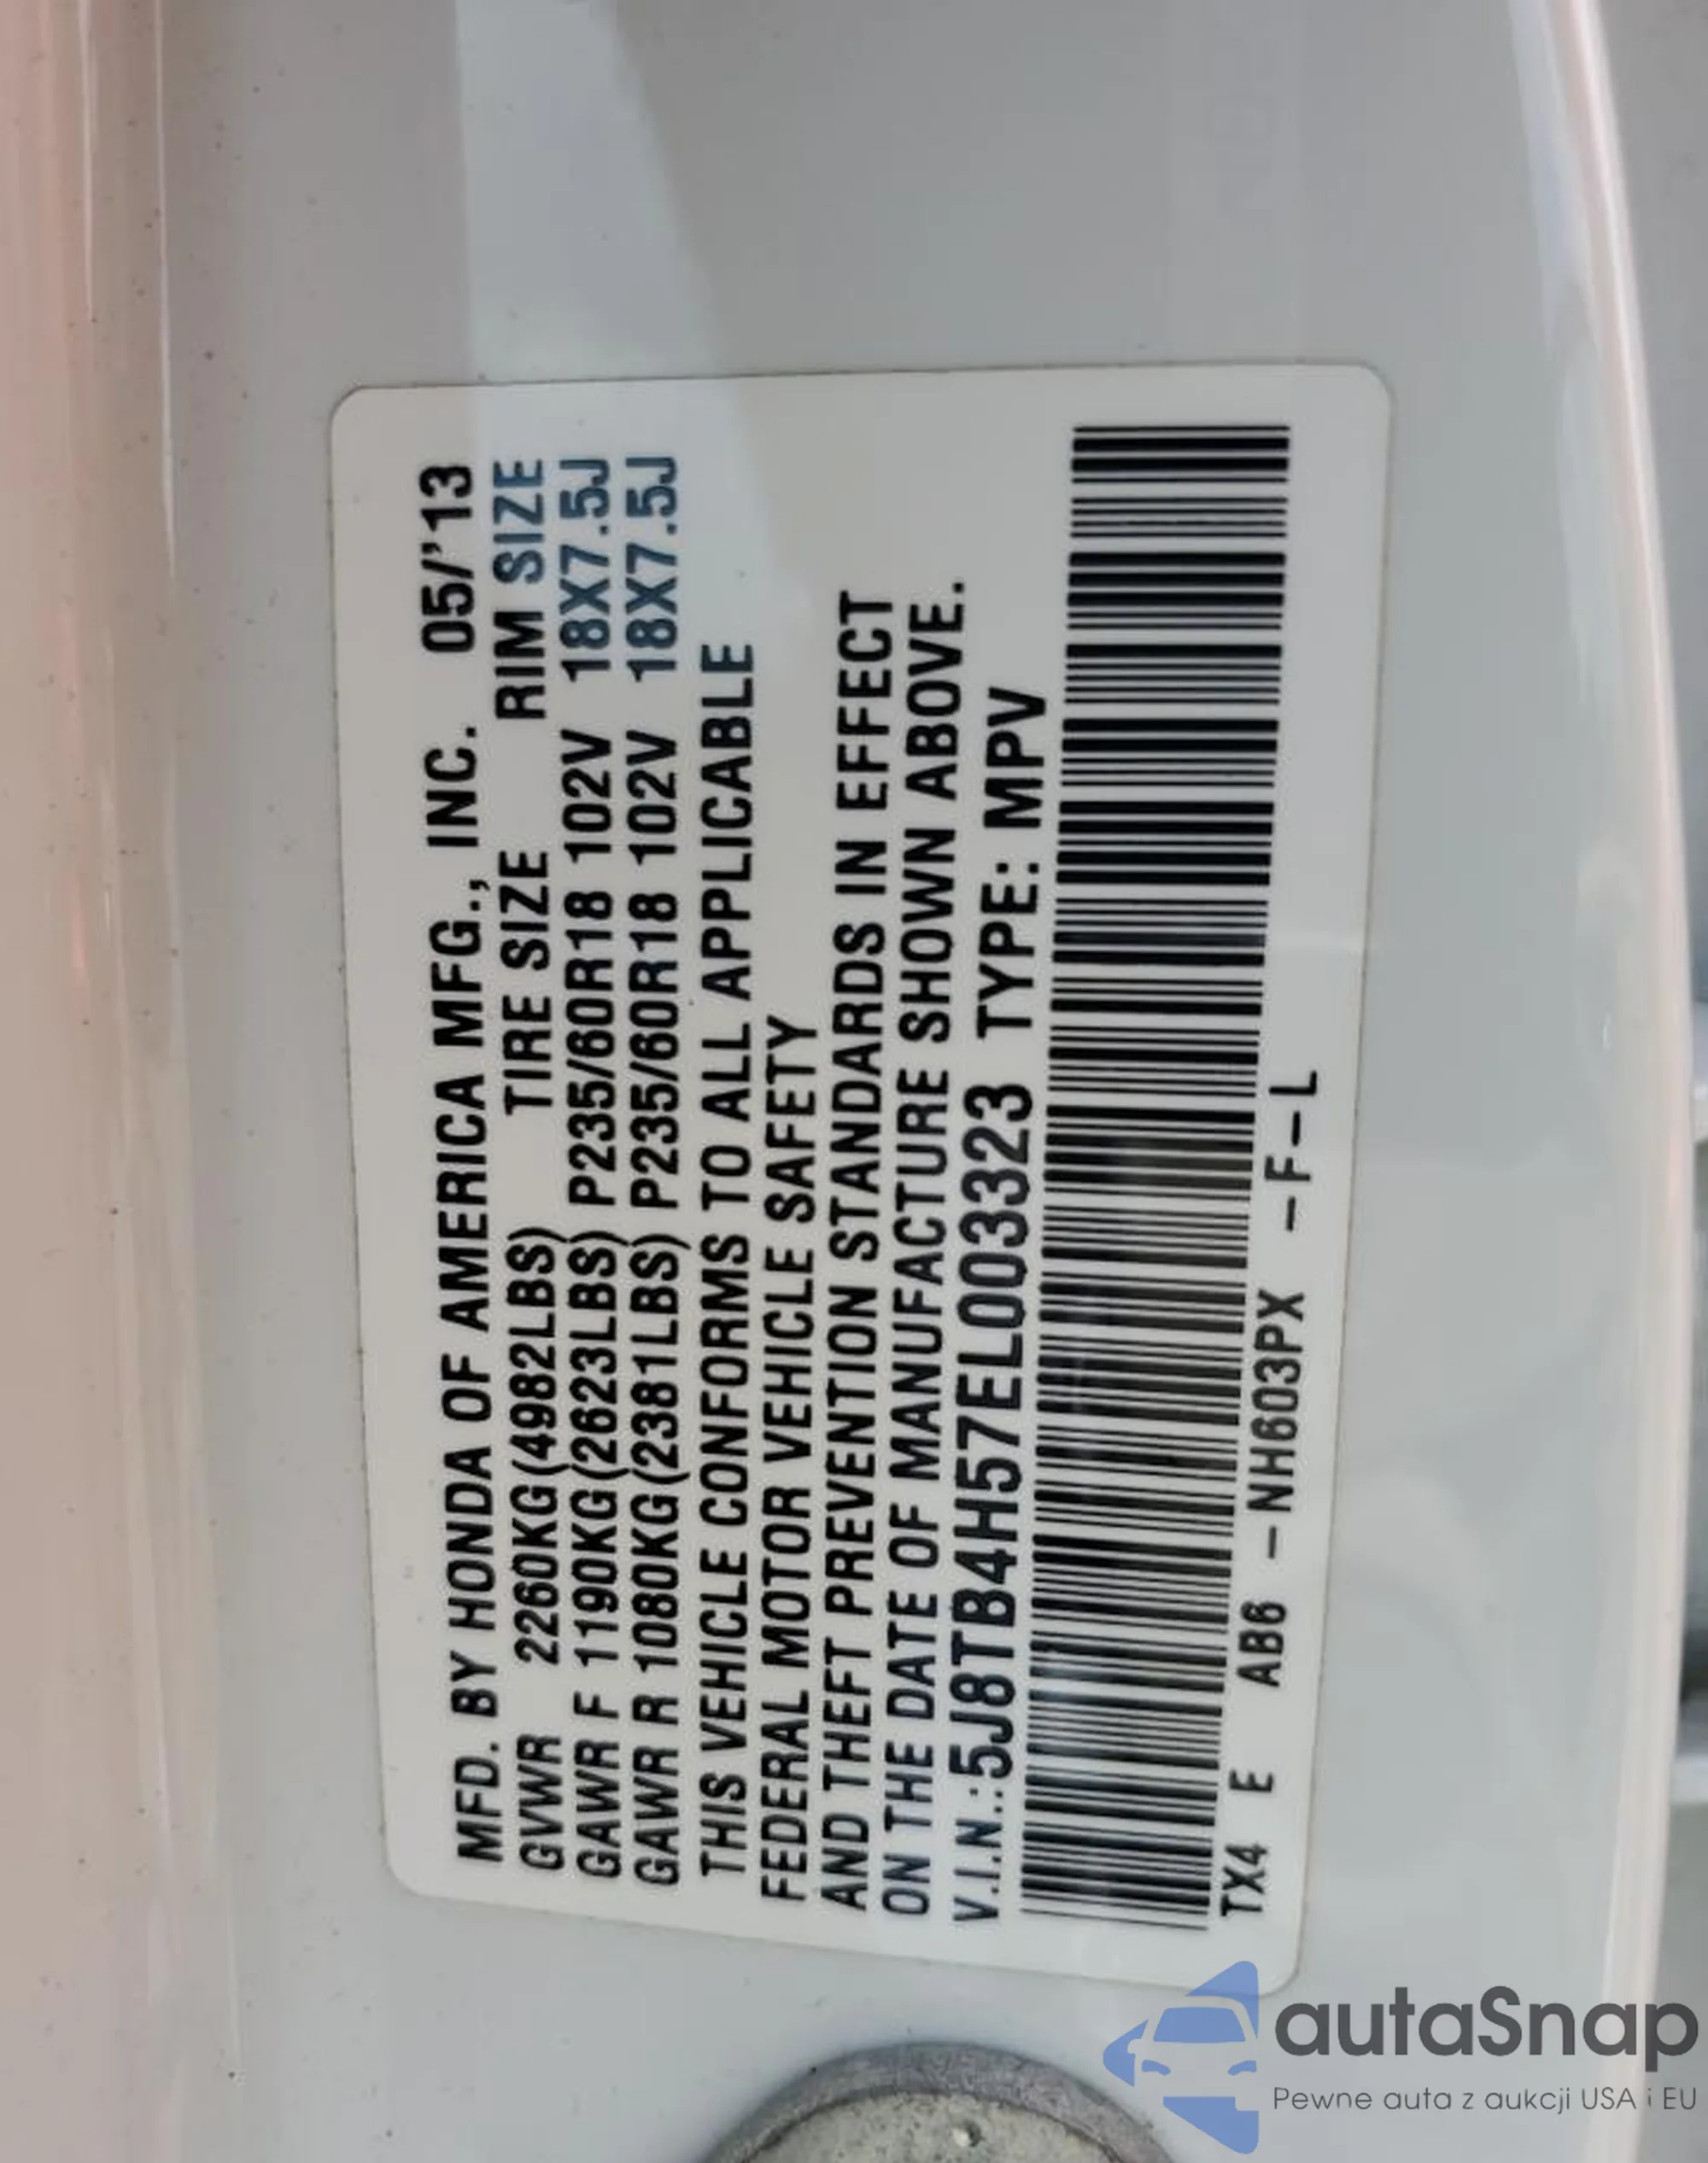 MFD. BY HONDA OF AMERICA MFG., INC. 05/'13
GVWR 2260KG(4982LBS) TIRE SIZE RIM SIZE
GAWR F 1190KG(2623LBS) P235/60R18 102V 18X7.5J
GAWR R 1080KG(2381LBS) P235/60R18 102V 18X7.5J
THIS VEHICLE CONFORMS TO ALL APPLICABLE
FEDERAL MOTOR VEHICLE SAFETY
AND THEFT PREVENTION STANDARDS IN EFFECT
ON THE DATE OF MANUFACTURE SHOWN ABOVE.
V.I.N.:5J8TB4H57EL003323 TYPE: MPV
TX4 E AB6 –NH603PX –F–L
autaSnap
Pewne auta z aukcji USA i EU